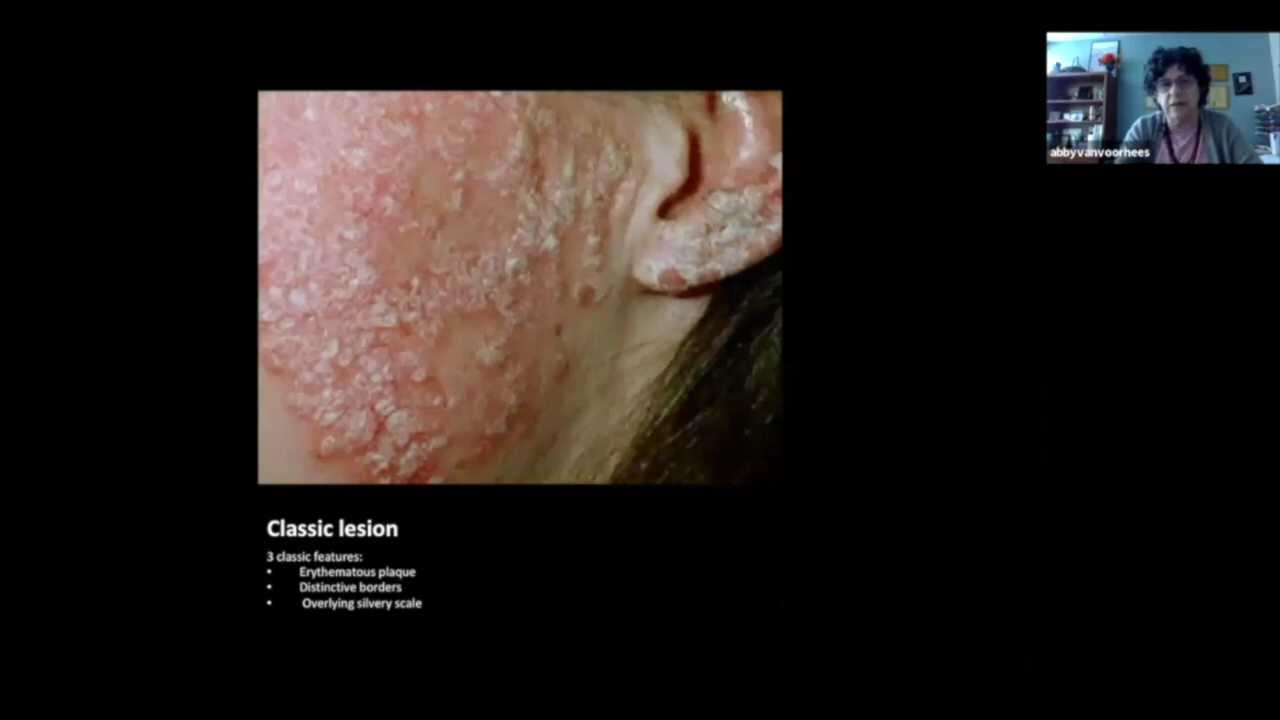 abbyvanvoorhees
Classic lesion
3 classic features:
• Erythematous plaque
• Distinctive borders
• Overlying silvery scale